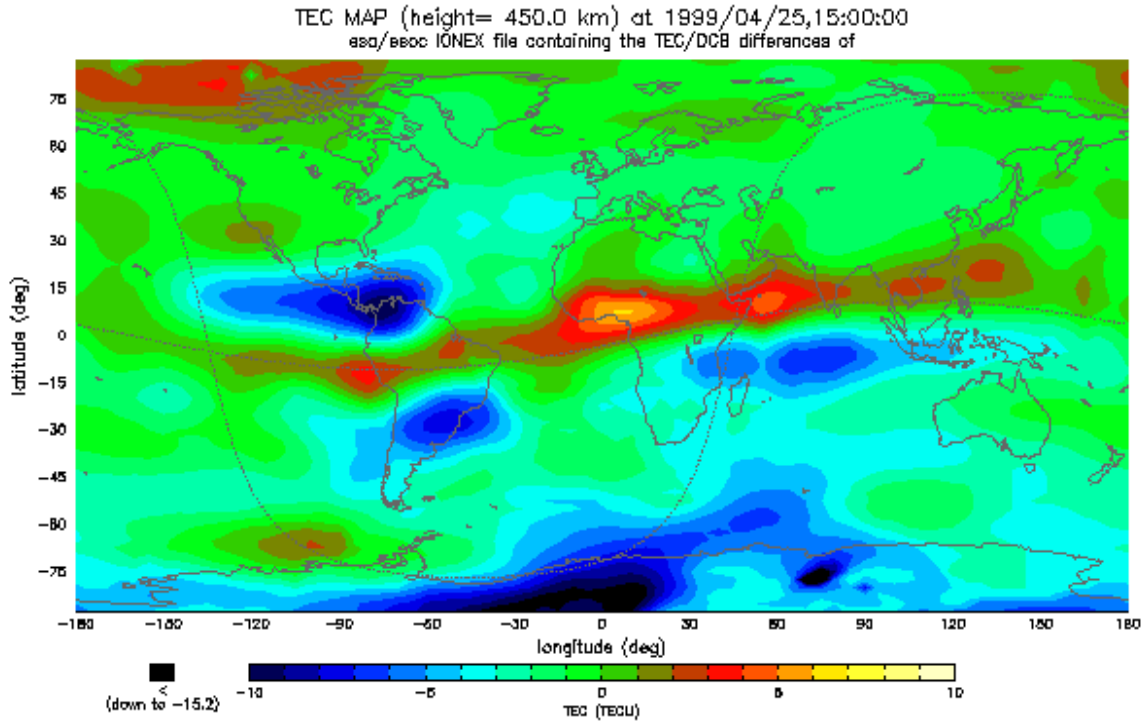 TEC MAP (height= 450.0 km) at 1999/04/25,15:00:00
esa/esoc IONEX file containing the TEC/DCB differences of
75
60
45
30
15
0
-15
-30
-45
-60
-75
latitude (deg)
-180 -150 -120 -90 -60 -30 0 30 60 90 120 150 180
longitude (deg)
<
(down to -15.2)
-10 -5 0 5 10
TEC (TECU)